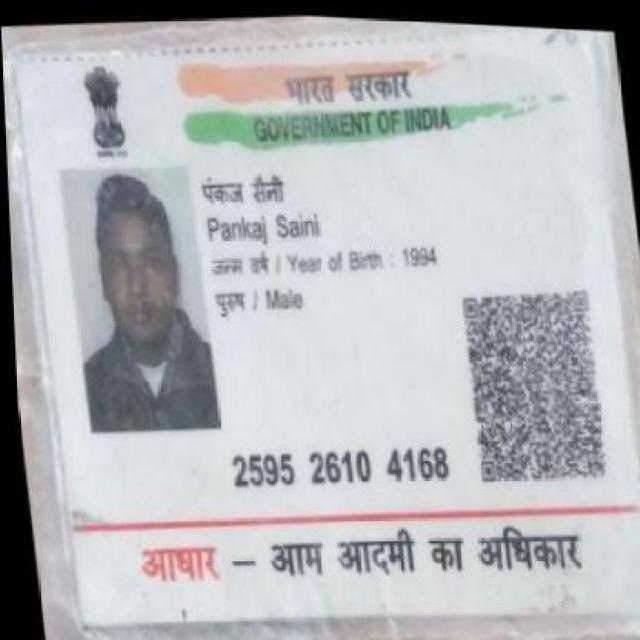 भारत सरकार
GOVERNMENT OF INDIA
पंकज सैनी
Pankaj Saini
जन्म वर्ष / Year of Birth : 1994
पुरुष / Male
2595 2610 4168
आधार – आम आदमी का अधिकार